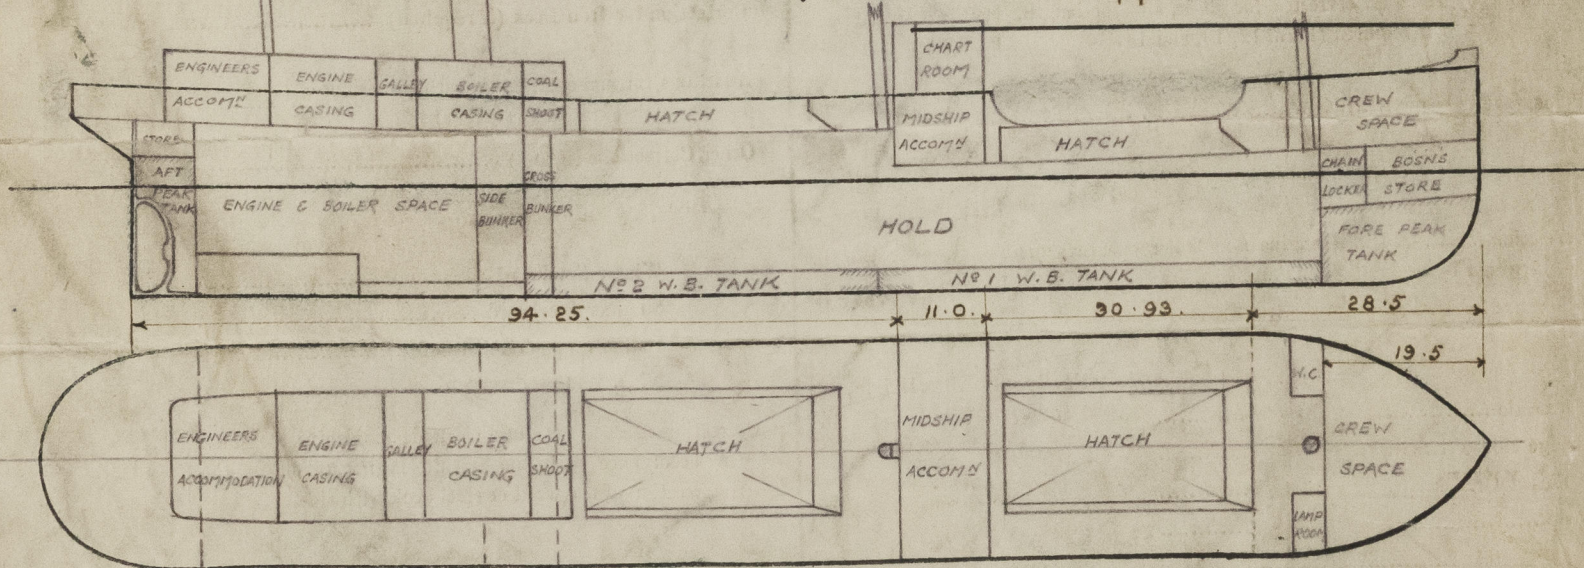 CHART
ROOM
ENGINEERS
ACCOMN
ENGINE
CASING
GALLEY
BOILER
CASING
COAL
SHOOT
HATCH
MIDSHIP
ACCOMN
HATCH
CREW
SPACE
STORE
AFT
PEAK
TANK
ENGINE & BOILER SPACE
SIDE
BUNKER
CROSS
BUNKER
HOLD
CHAIN
LOCKER
BOSNS
STORE
FORE PEAK
TANK
No 2 W.B. TANK
No 1 W.B. TANK
94.25.
11.0.
30.93.
28.5
19.5
W.C
ENGINEERS
ACCOMMODATION
ENGINE
CASING
GALLEY
BOILER
CASING
COAL
SHOOT
HATCH
MIDSHIP
ACCOMN
HATCH
CREW
SPACE
LAMP
ROOM